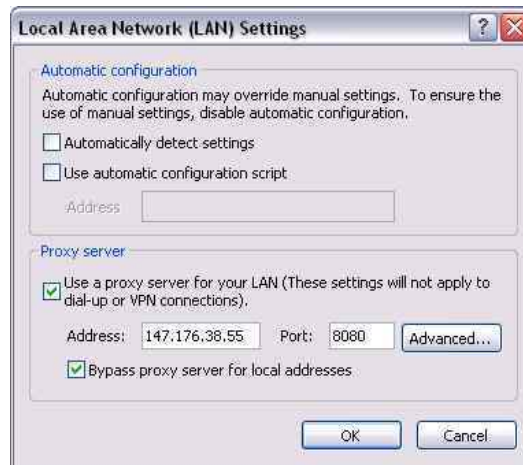 Local Area Network (LAN) Settings
Automatic configuration
Automatic configuration may override manual settings. To ensure the
use of manual settings, disable automatic configuration.
Automatically detect settings
Use automatic configuration script
Address
Proxy server
Use a proxy server for your LAN (These settings will not apply to
dial-up or VPN connections).
Address: 147.176.38.55 Port: 8080 Advanced...
Bypass proxy server for local addresses
OK Cancel